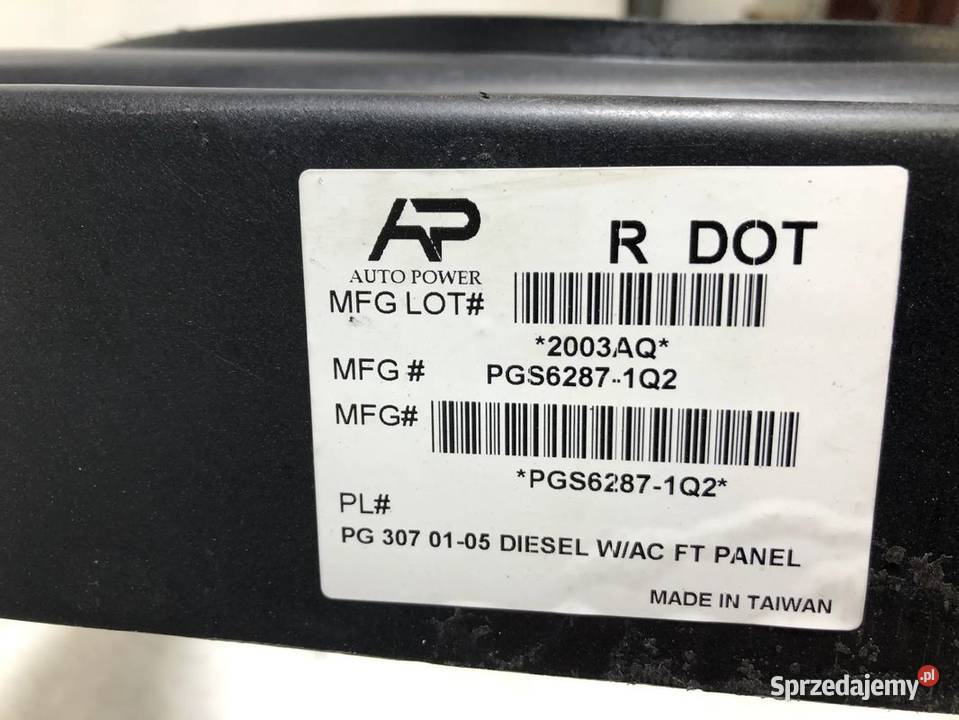 AP
AUTO POWER
R DOT
MFG LOT#
*2003AQ*
MFG # PGS6287-1Q2
MFG#
*PGS6287-1Q2*
PL#
PG 307 01-05 DIESEL W/AC FT PANEL
MADE IN TAIWAN
Sprzedajemy.pl